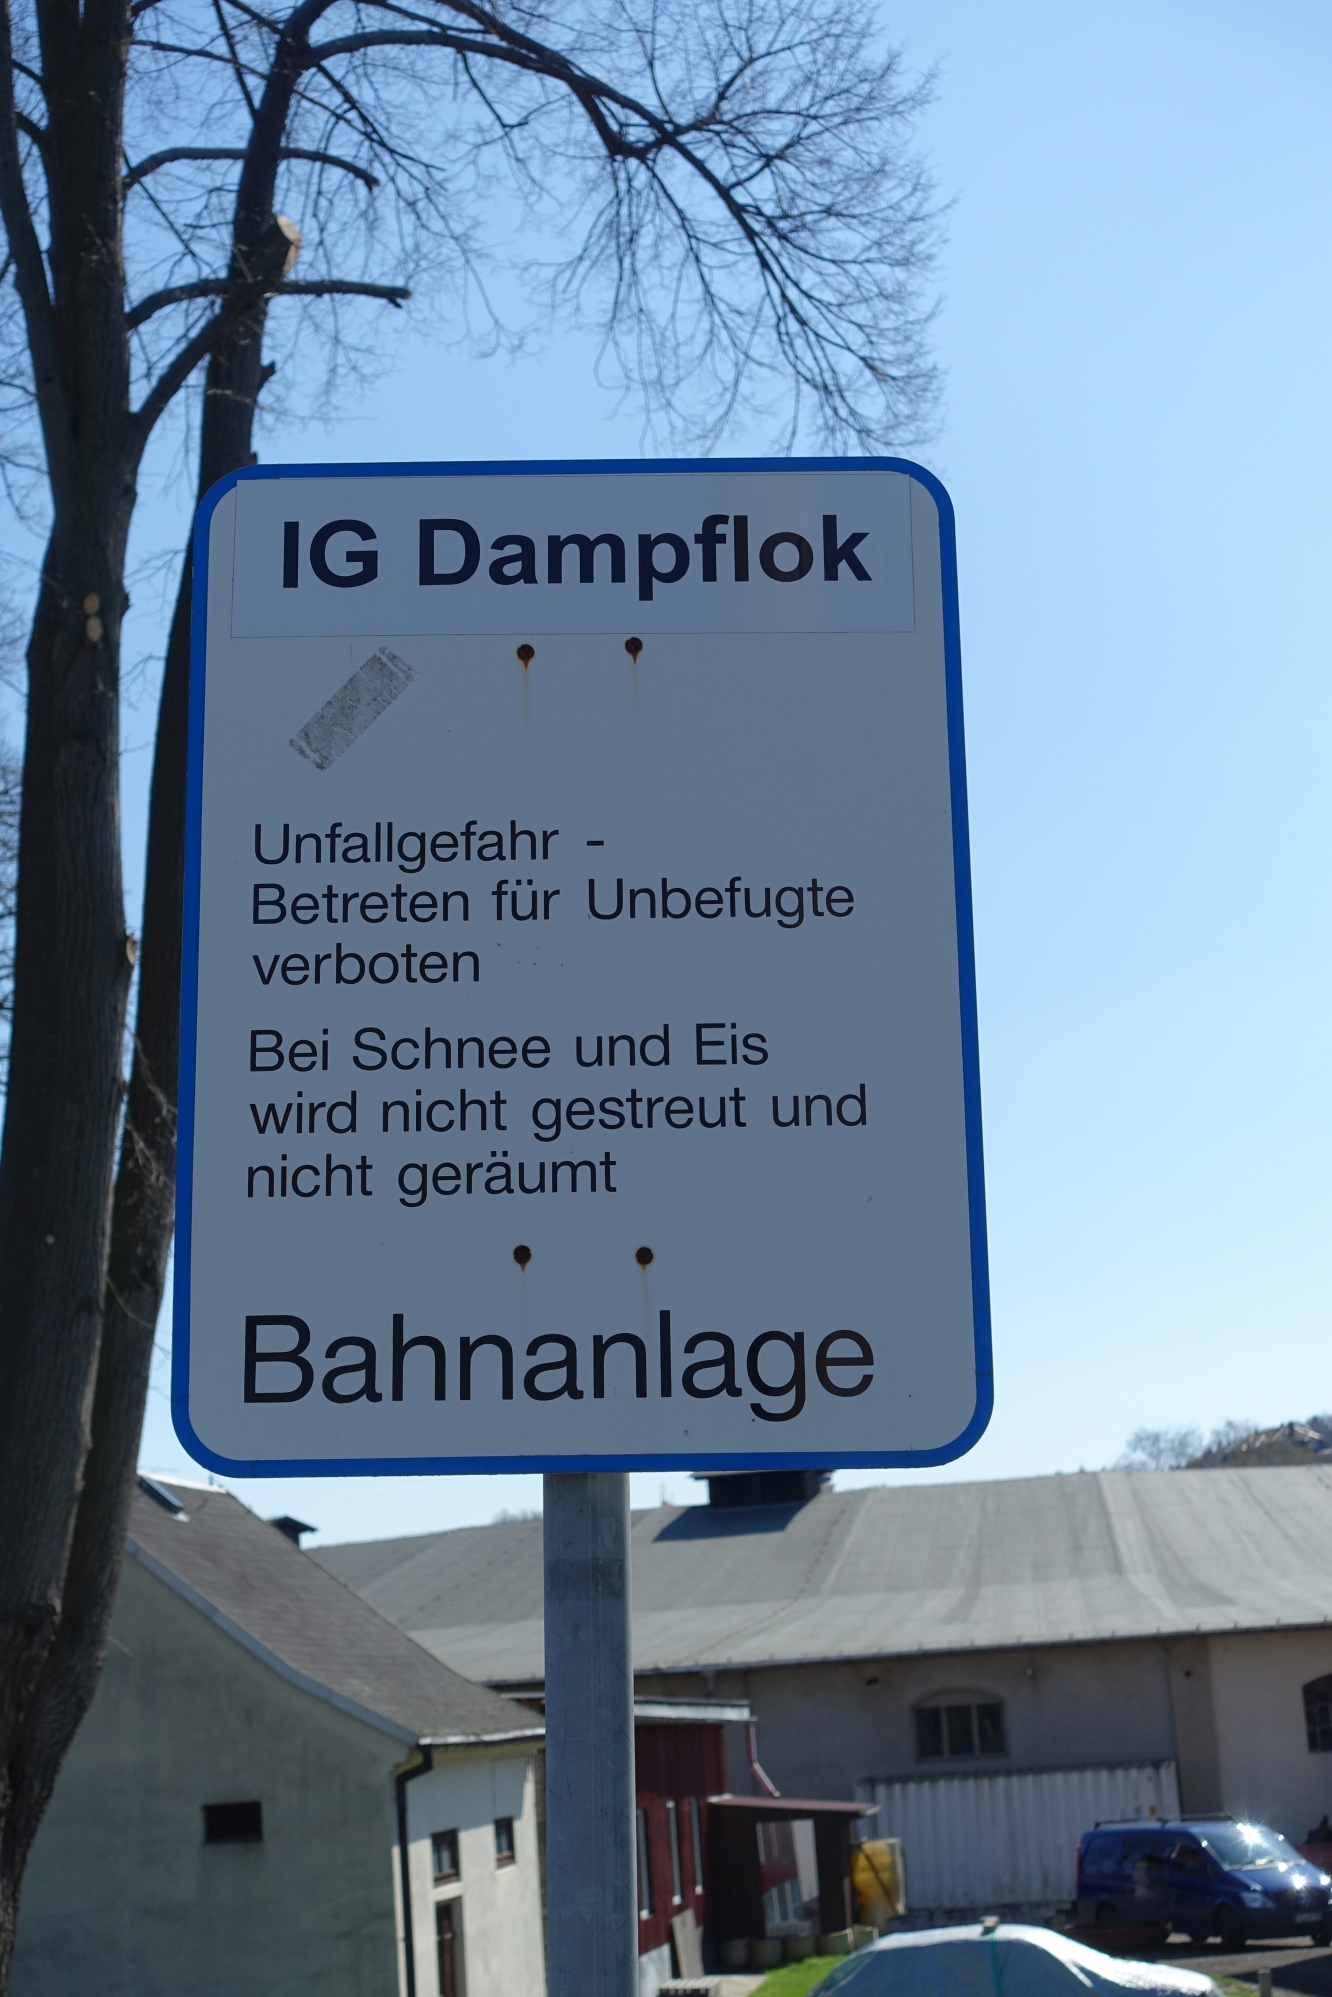 IG Dampflok
Unfallgefahr -
Betreten für Unbefugte
verboten
Bei Schnee und Eis
wird nicht gestreut und
nicht geräumt
Bahnanlage